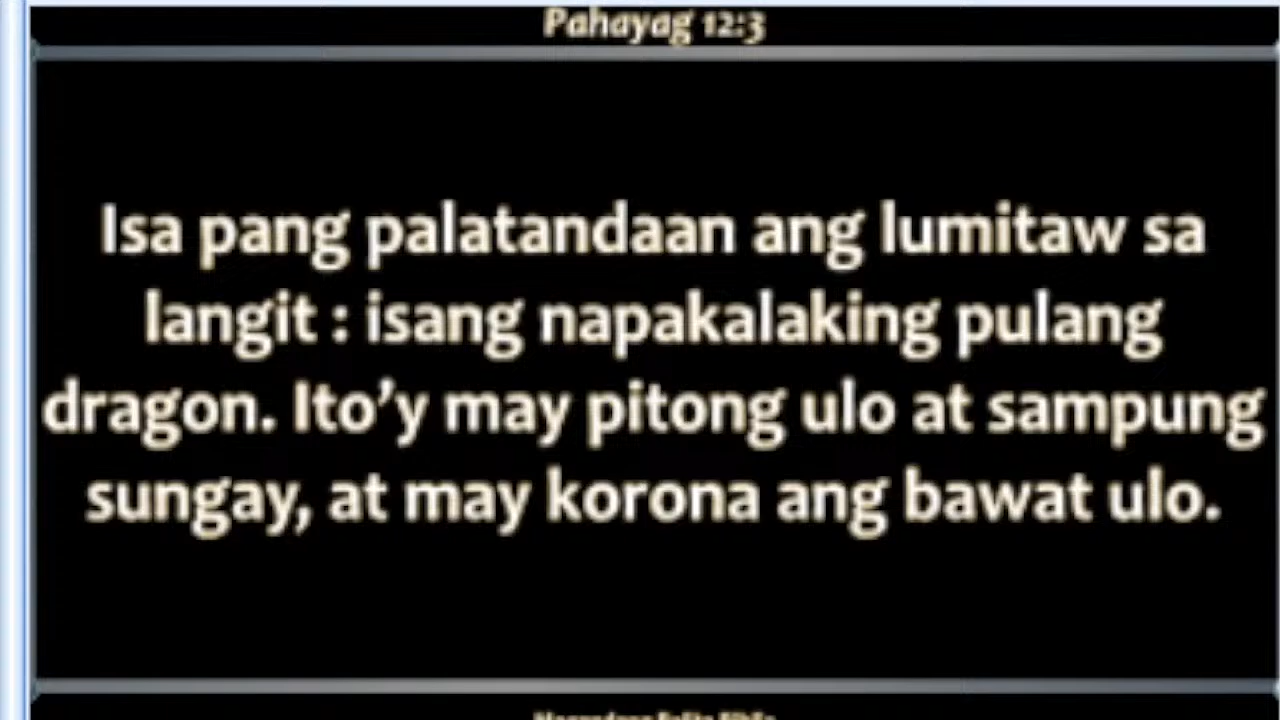 Pahayag 12:3
Isa pang palatandaan ang lumitaw sa
langit : isang napakalaking pulang
dragon. Ito’y may pitong ulo at sampung
sungay, at may korona ang bawat ulo.